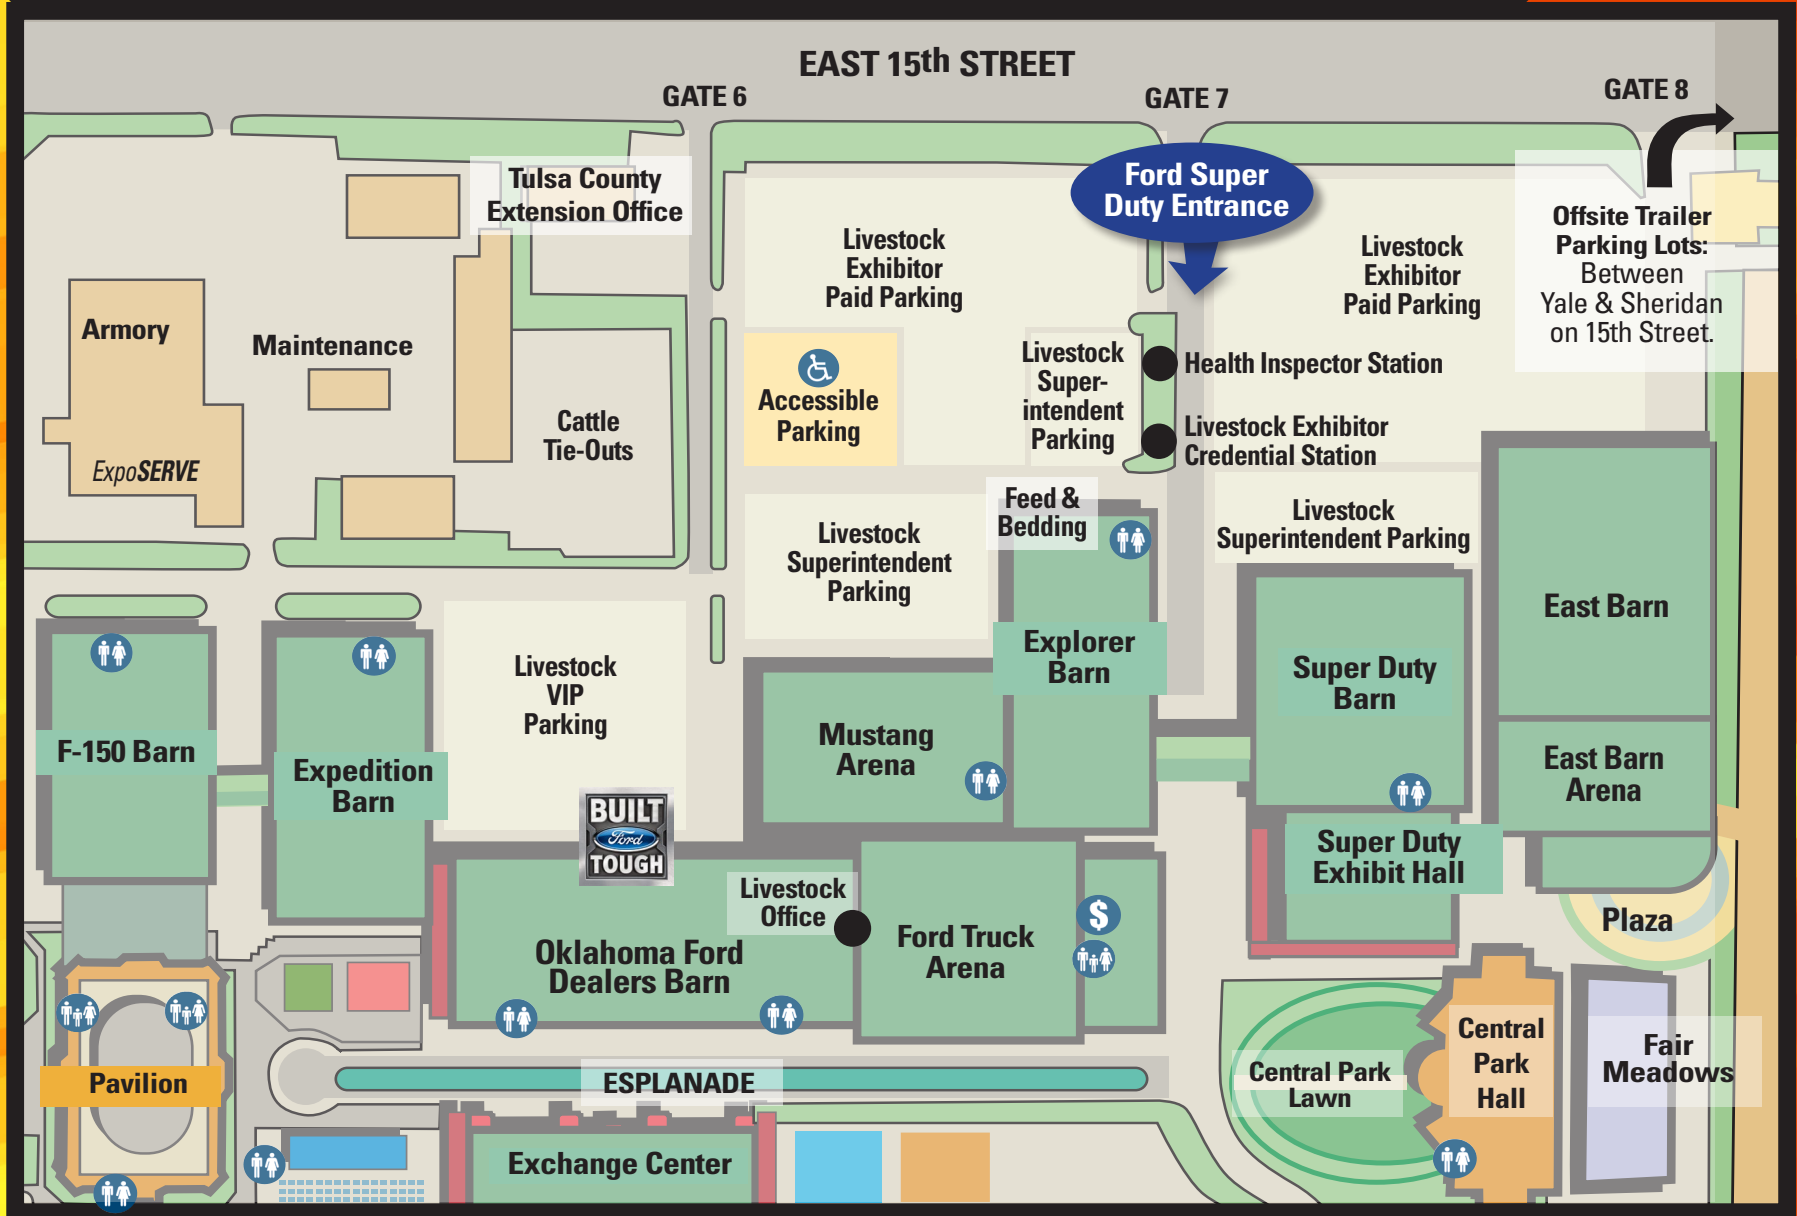 EAST 15th STREET
GATE 6
GATE 7
GATE 8
Tulsa County
Extension Office
Ford Super
Duty Entrance
Offsite Trailer
Parking Lots:
Between
Yale & Sheridan
on 15th Street.
Livestock
Exhibitor
Paid Parking
Livestock
Exhibitor
Paid Parking
Armory
ExpoSERVE
Maintenance
Cattle
Tie-Outs
Accessible
Parking
Livestock
Super-
intendent
Parking
Health Inspector Station
Livestock Exhibitor
Credential Station
Feed &
Bedding
Livestock
Superintendent
Parking
Livestock
Superintendent Parking
East Barn
Explorer
Barn
Super Duty
Barn
Livestock
VIP
Parking
F-150 Barn
Expedition
Barn
Mustang
Arena
East Barn
Arena
BUILT
Ford
TOUGH
Super Duty
Exhibit Hall
Livestock
Office
$
Plaza
Oklahoma Ford
Dealers Barn
Ford Truck
Arena
Central
Park
Hall
Fair
Meadows
Central Park
Lawn
Pavilion
ESPLANADE
Exchange Center